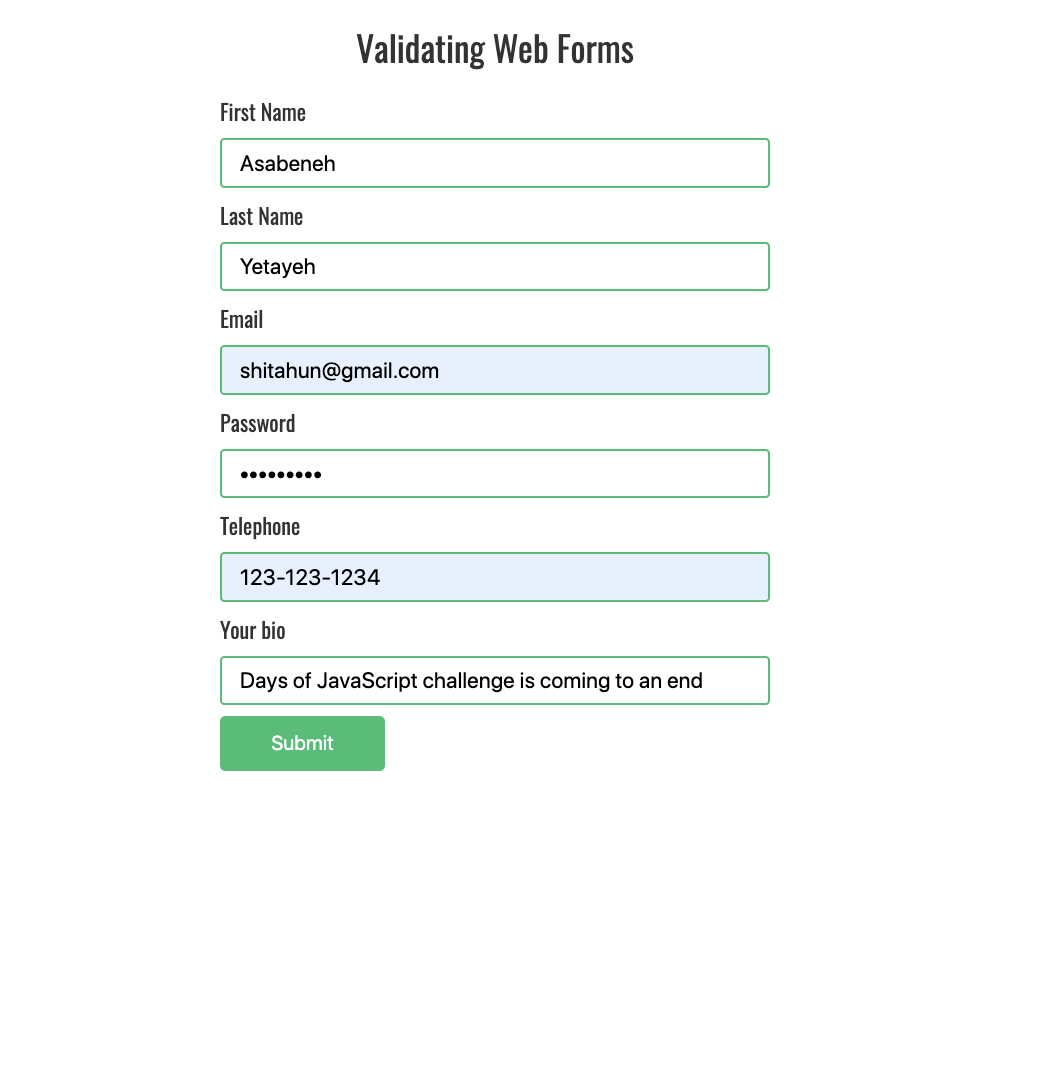 Validating Web Forms
First Name
Asabeneh
Last Name
Yetayeh
Email
shitahun@gmail.com
Password
•••••••••
Telephone
123-123-1234
Your bio
Days of JavaScript challenge is coming to an end
Submit